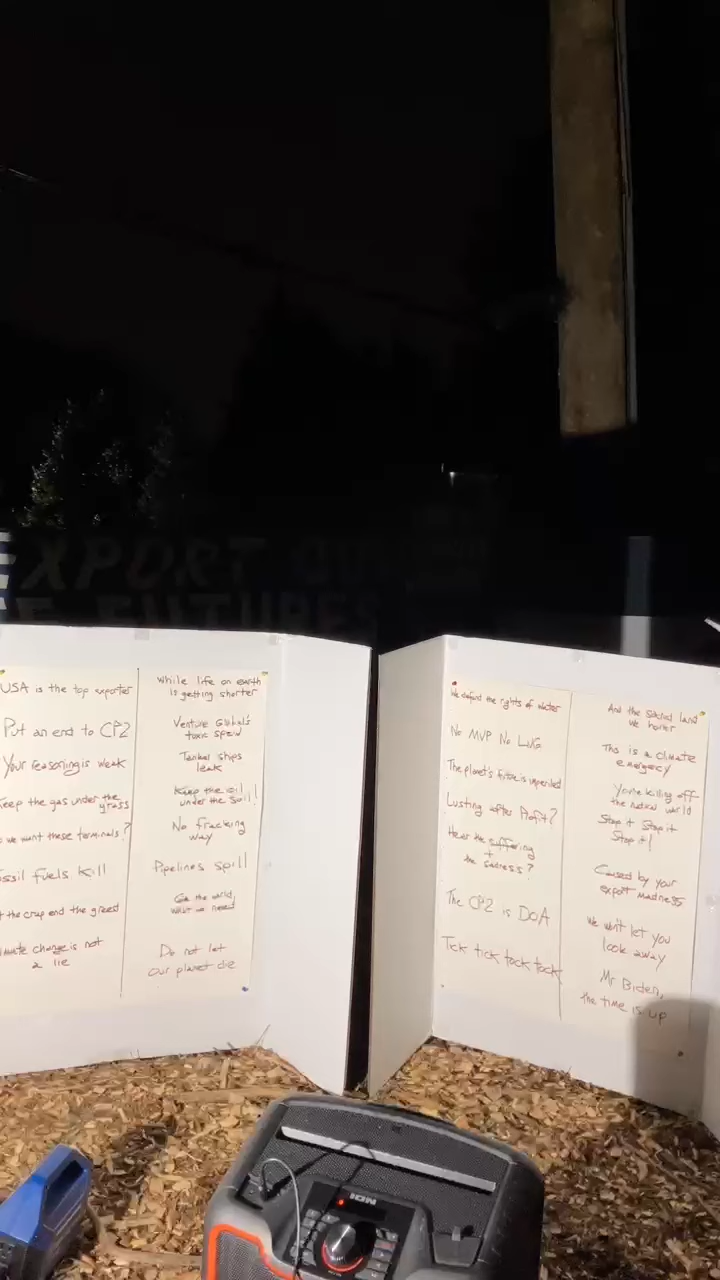 EXPORT OUR
FUTURES
USA is the top exporter
Put an end to CP2
Your reasoning is weak
Keep the gas under the grass
we want these terminals?
fossil fuels kill
the crap end the greed
climate change is not
a lie
While life on earth
is getting shorter
Venture Global's
toxic spew
Tanker ships
leak
Keep the oil
under the soil!
No fracking
way
Pipelines spill
the world,
what we need
Do not let
our planet die
We defend the rights of water
No MVP No LNG
The planet's future is imperiled
Lusting after Profit?
Hear the suffering
+
the sadness?
The CP2 is DOA
Tick tick tock tock
And the sacred land
we honor
This is a climate
emergency
You're killing off
the natural world
Stop it Stop it
Stop it!
Caused by your
export madness
We won't let you
look away
Mr Biden,
the time is up
ION